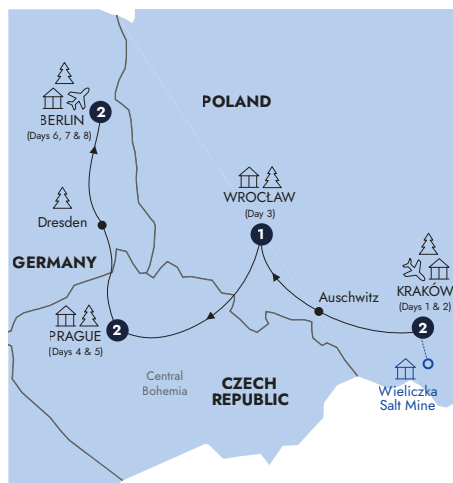 POLAND
2
BERLIN
(Days 6, 7 & 8)
WROCŁAW
(Day 3)
1
Dresden
GERMANY
KRAKÓW
(Days 1 & 2)
Auschwitz
2
2
PRAGUE
(Days 4 & 5)
Central
Bohemia
CZECH
REPUBLIC
Wieliczka
Salt Mine